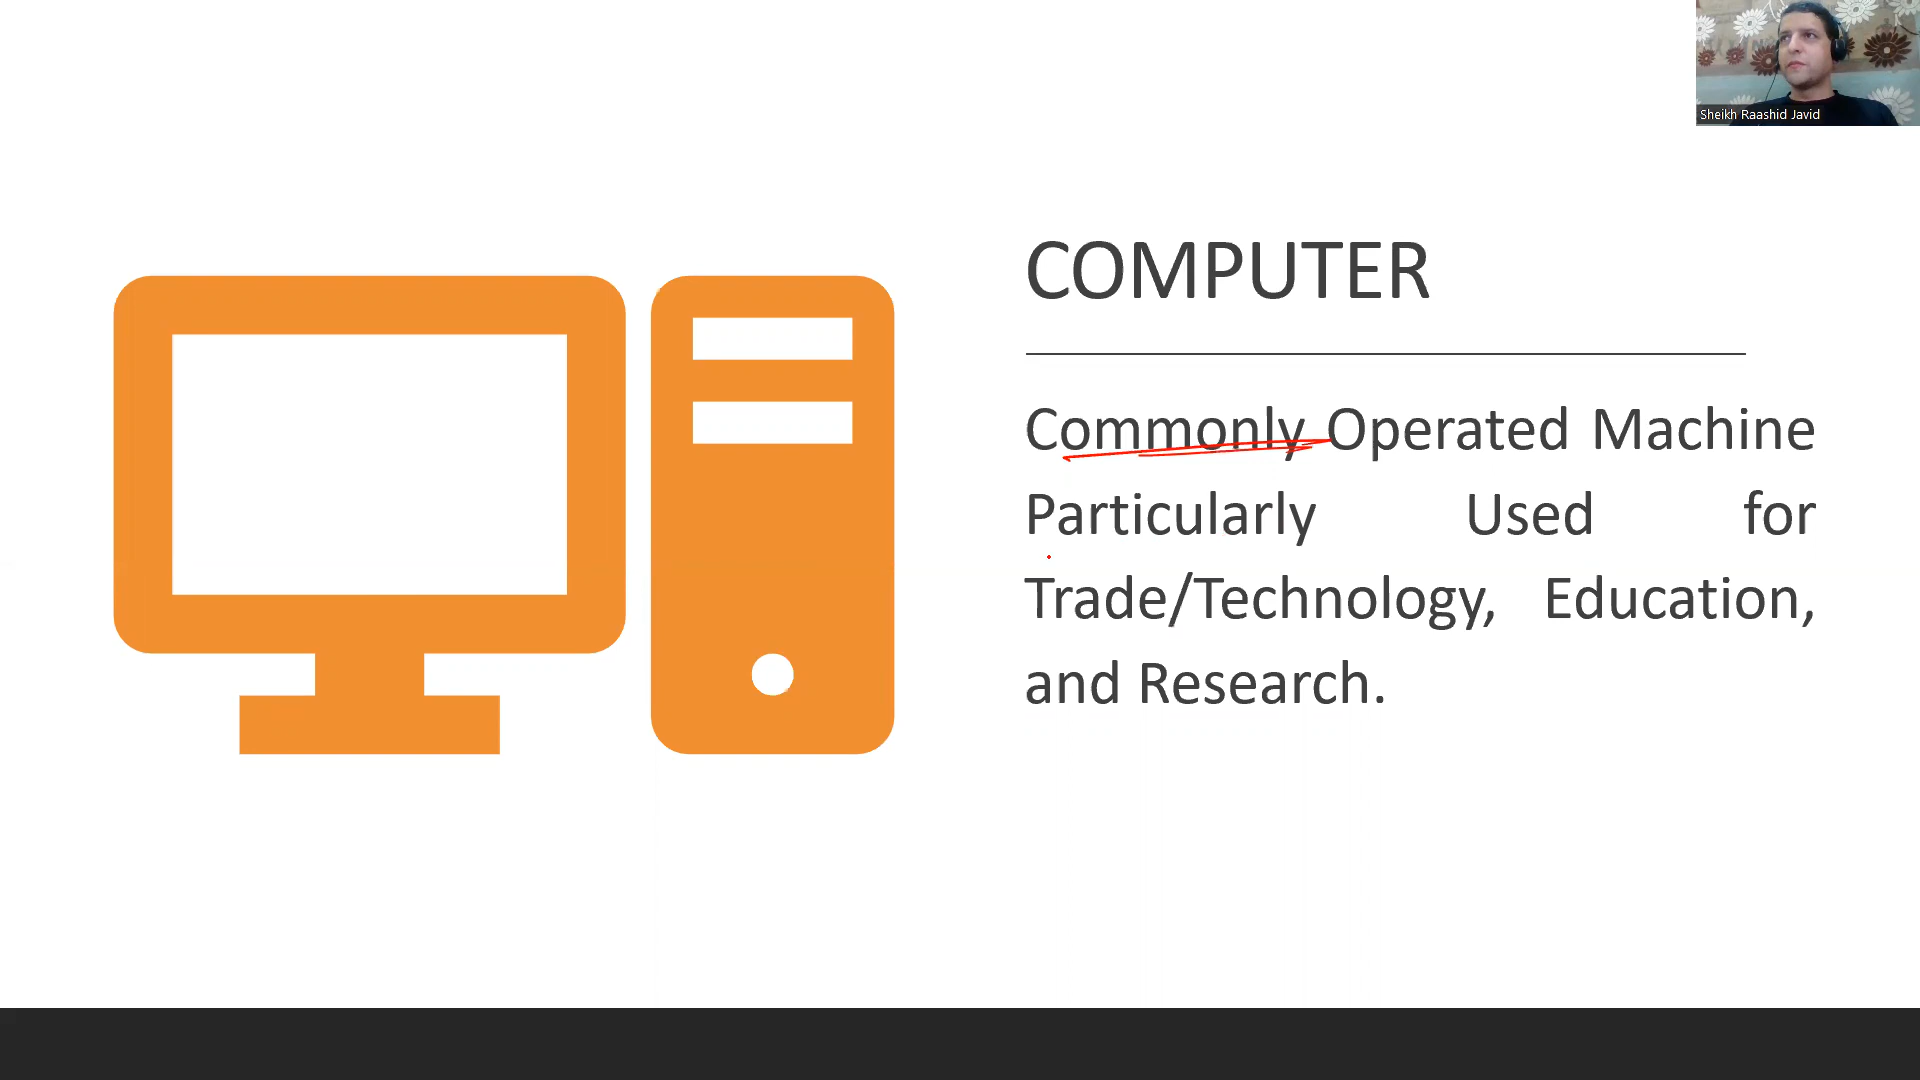 Sheikh Raashid Javid
COMPUTER
Commonly Operated Machine
Particularly Used for
Trade/Technology, Education,
and Research.